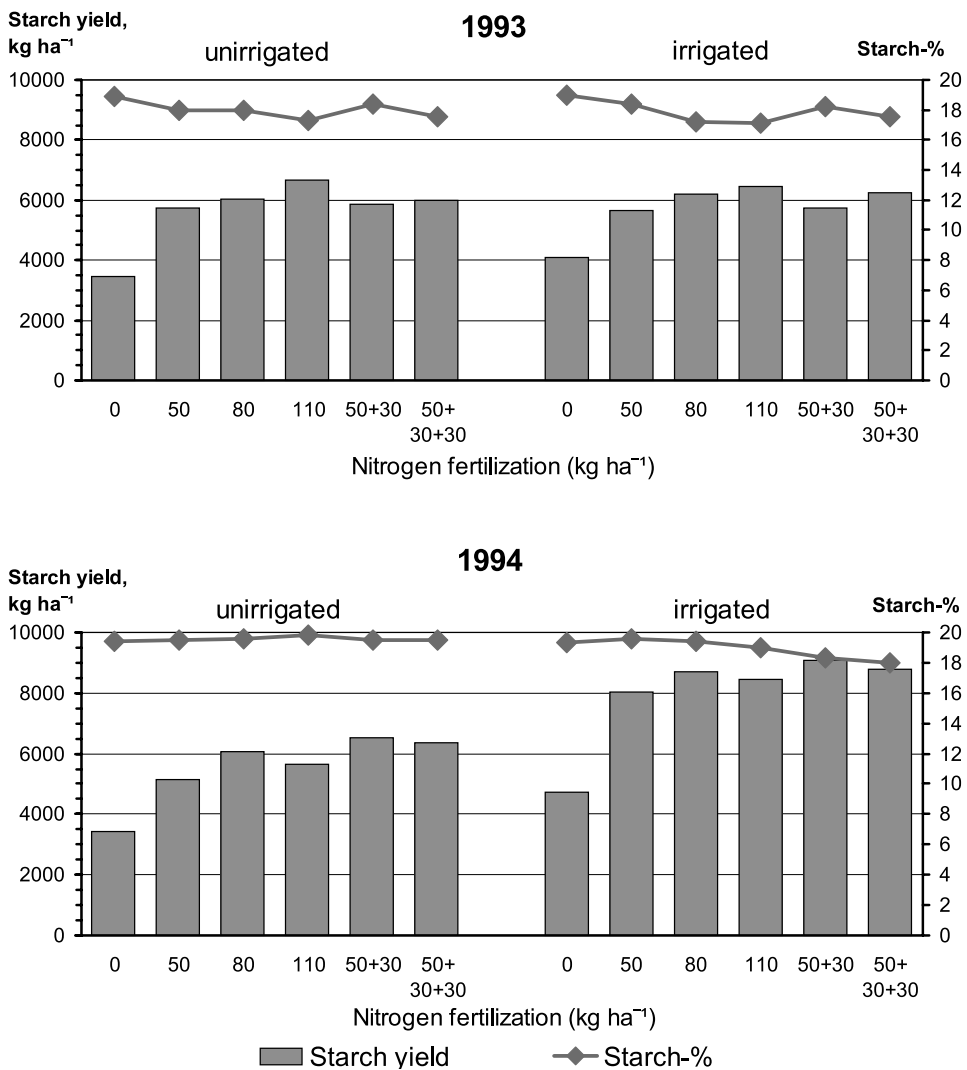 1993
Starch yield,
kg ha⁻¹
unirrigated
irrigated
Starch-%
10000
8000
6000
4000
2000
0
20
18
16
14
12
10
8
6
4
2
0
0 50 80 110 50+30 50+
30+30
0 50 80 110 50+30 50+
30+30
Nitrogen fertilization (kg ha⁻¹)
1994
Starch yield,
kg ha⁻¹
unirrigated
irrigated
Starch-%
10000
8000
6000
4000
2000
0
20
18
16
14
12
10
8
6
4
2
0
0 50 80 110 50+30 50+
30+30
0 50 80 110 50+30 50+
30+30
Nitrogen fertilization (kg ha⁻¹)
Starch yield Starch-%